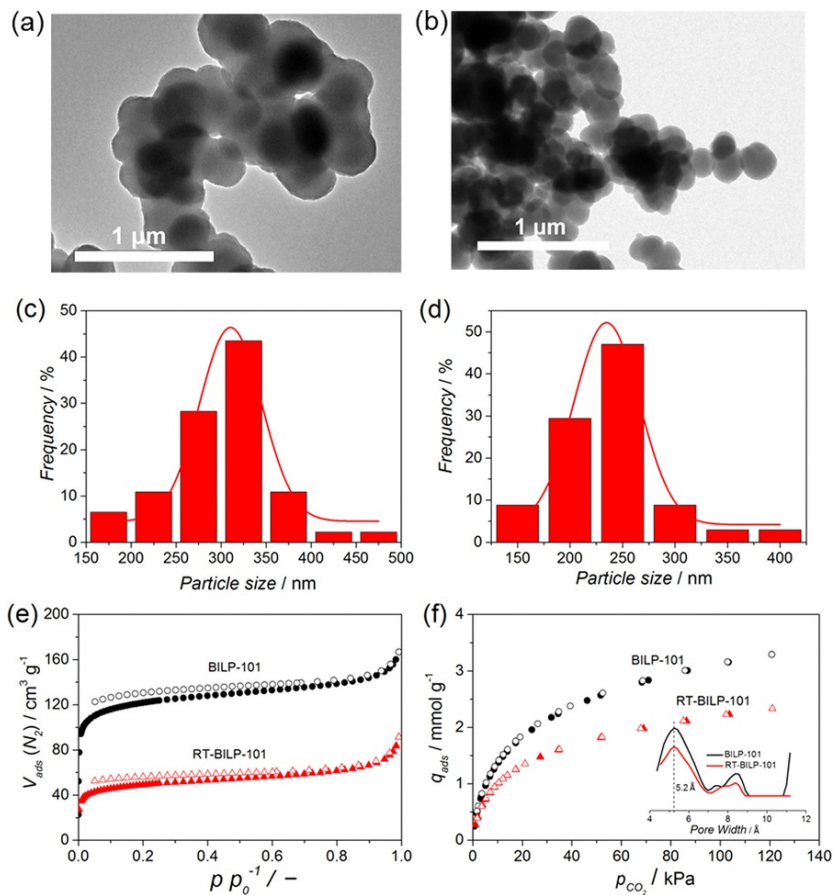 (a)
1 µm
(b)
1 µm
(c)
50
40
30
20
10
0
Frequency / %
150 200 250 300 350 400 450 500
Particle size / nm
(d)
50
40
30
20
10
0
Frequency / %
150 200 250 300 350 400
Particle size / nm
(e)
200
160
120
80
40
0
V_ads (N₂) / cm³ g⁻¹
BILP-101
RT-BILP-101
0.0 0.2 0.4 0.6 0.8 1.0
p p₀⁻¹ / –
(f)
4
3
2
1
0
q_ads / mmol g⁻¹
BILP-101
RT-BILP-101
BILP-101
RT-BILP-101
5.2 Å
4 6 8 10 12
Pore Width / Å
0 20 40 60 80 100 120 140
p_CO₂ / kPa